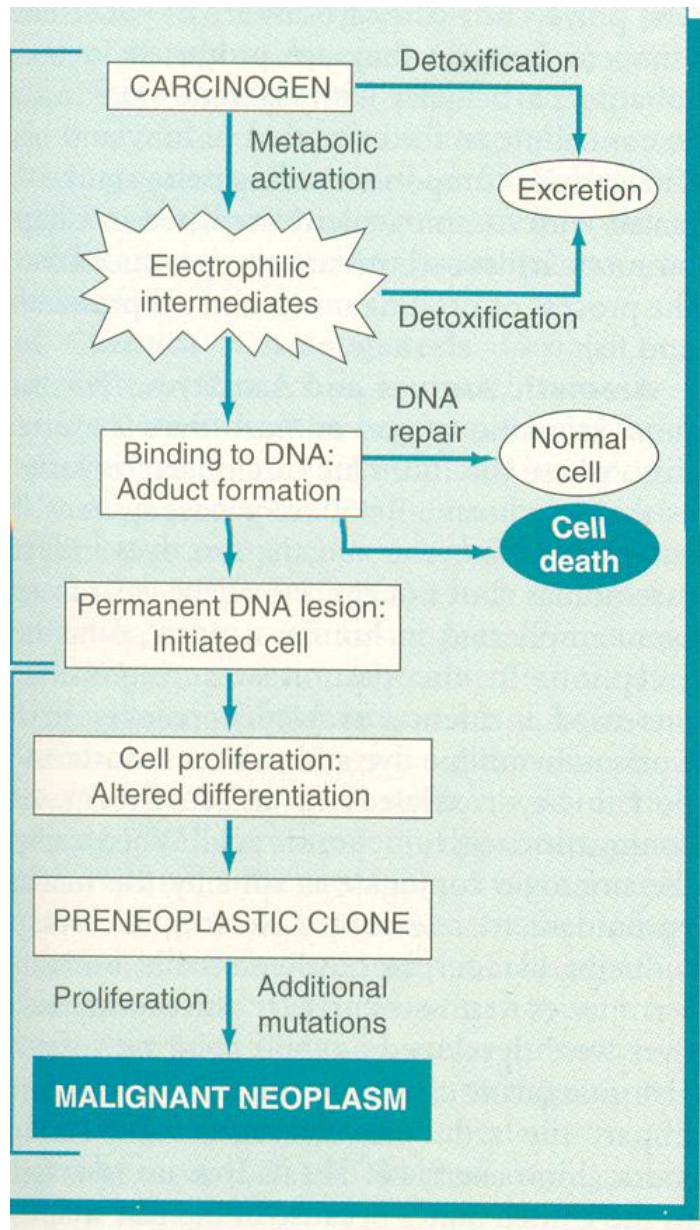 CARCINOGEN
Detoxification
Metabolic
activation
Excretion
Electrophilic
intermediates
Detoxification
DNA
repair
Binding to DNA:
Adduct formation
Normal
cell
Cell
death
Permanent DNA lesion:
Initiated cell
Cell proliferation:
Altered differentiation
PRENEOPLASTIC CLONE
Proliferation
Additional
mutations
MALIGNANT NEOPLASM